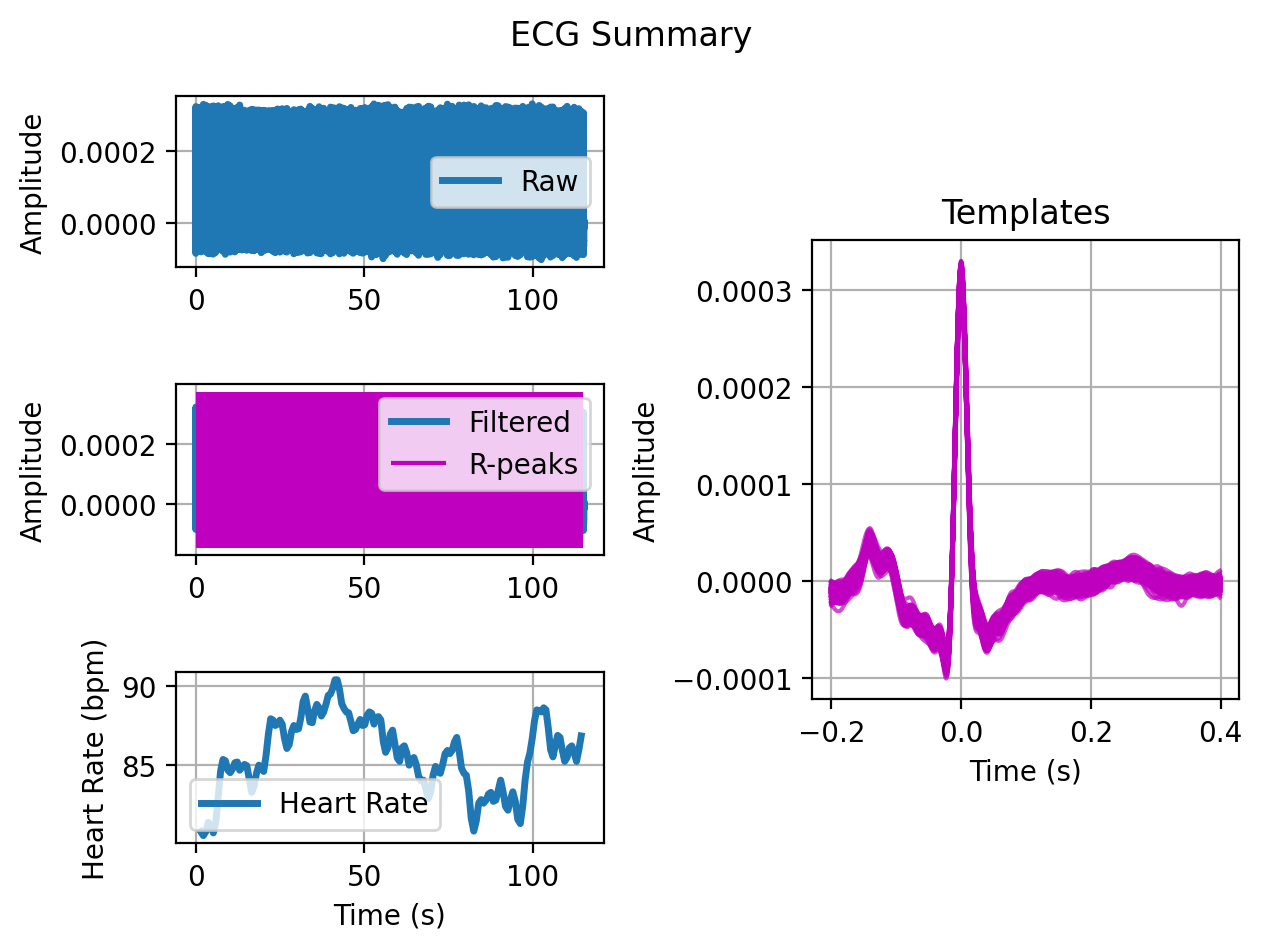 ECG Summary
Amplitude
0.0002
0.0000
Raw
0
50
100
Amplitude
0.0002
0.0000
Filtered
R-peaks
0
50
100
Heart Rate (bpm)
90
85
Heart Rate
0
50
100
Time (s)
Templates
Amplitude
0.0003
0.0002
0.0001
0.0000
−0.0001
−0.2
0.0
0.2
0.4
Time (s)